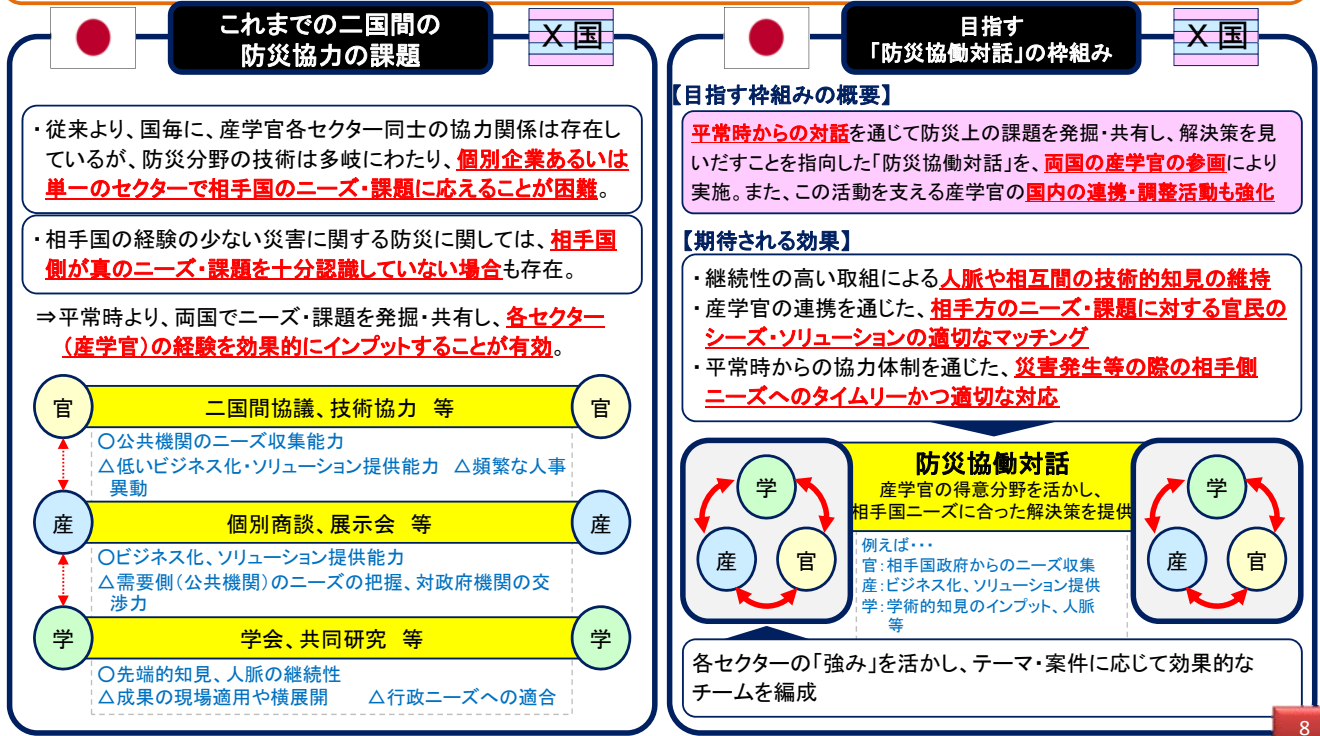 これまでの二国間の
防災協力の課題
X国
・従来より、国毎に、産学官各セクター同士の協力関係は存在し
ているが、防災分野の技術は多岐にわたり、個別企業あるいは
単一のセクターで相手国のニーズ・課題に応えることが困難。
・相手国の経験の少ない災害に関する防災に関しては、相手国
側が真のニーズ・課題を十分認識していない場合も存在。
⇒平常時より、両国でニーズ・課題を発掘・共有し、各セクター
(産学官)の経験を効果的にインプットすることが有効。
官
二国間協議、技術協力 等
官
〇公共機関のニーズ収集能力
△低いビジネス化・ソリューション提供能力 △頻繁な人事
異動
産
個別商談、展示会 等
産
〇ビジネス化、ソリューション提供能力
△需要側(公共機関)のニーズの把握、対政府機関の交
渉力
学
学会、共同研究 等
学
〇先端的知見、人脈の継続性
△成果の現場適用や横展開 △行政ニーズへの適合
目指す
「防災協働対話」の枠組み
X国
【目指す枠組みの概要】
平常時からの対話を通じて防災上の課題を発掘・共有し、解決策を見
いだすことを指向した「防災協働対話」を、両国の産学官の参画により
実施。また、この活動を支える産学官の国内の連携・調整活動も強化
【期待される効果】
・継続性の高い取組による人脈や相互間の技術的知見の維持
・産学官の連携を通じた、相手方のニーズ・課題に対する官民の
シーズ・ソリューションの適切なマッチング
・平常時からの協力体制を通じた、災害発生等の際の相手側
ニーズへのタイムリーかつ適切な対応
学
産
官
防災協働対話
産学官の得意分野を活かし、
相手国ニーズに合った解決策を提供
例えば・・・
官:相手国政府からのニーズ収集
産:ビジネス化、ソリューション提供
学:学術的知見のインプット、人脈
等
学
産
官
各セクターの「強み」を活かし、テーマ・案件に応じて効果的な
チームを編成
8